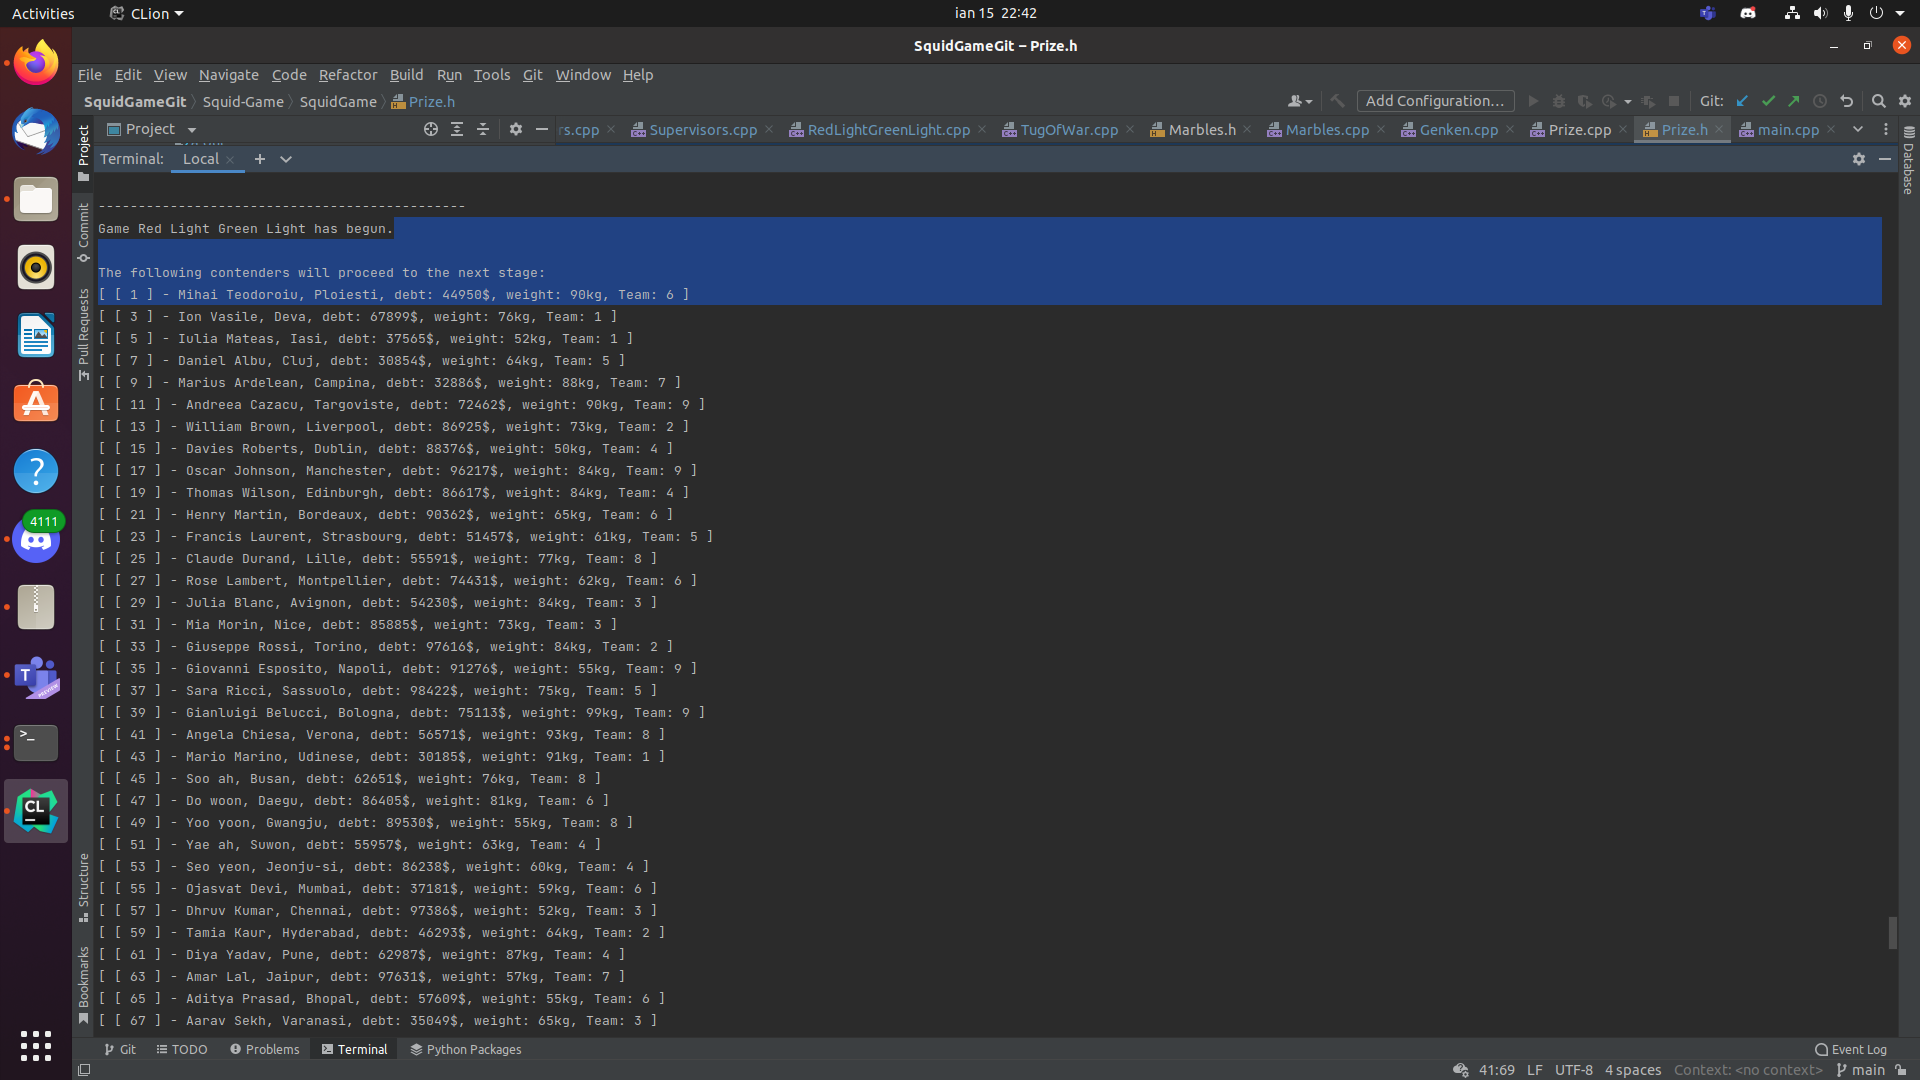 Activities CLion ian 15 22:42
SquidGameGit – Prize.h
File Edit View Navigate Code Refactor Build Run Tools Git Window Help
SquidGameGit Squid-Game SquidGame Prize.h Add Configuration... Git:
Project rs.cpp Supervisors.cpp RedLightGreenLight.cpp TugOfWar.cpp Marbles.h Marbles.cpp Genken.cpp Prize.cpp Prize.h main.cpp
Terminal: Local
Project
Commit
Pull Requests
Structure
Bookmarks
Database
4111
----------------------------------------------
Game Red Light Green Light has begun.
The following contenders will proceed to the next stage:
[ [ 1 ] - Mihai Teodoroiu, Ploiesti, debt: 44950$, weight: 90kg, Team: 6 ]
[ [ 3 ] - Ion Vasile, Deva, debt: 67899$, weight: 76kg, Team: 1 ]
[ [ 5 ] - Iulia Mateas, Iasi, debt: 37565$, weight: 52kg, Team: 1 ]
[ [ 7 ] - Daniel Albu, Cluj, debt: 30854$, weight: 64kg, Team: 5 ]
[ [ 9 ] - Marius Ardelean, Campina, debt: 32886$, weight: 88kg, Team: 7 ]
[ [ 11 ] - Andreea Cazacu, Targoviste, debt: 72462$, weight: 90kg, Team: 9 ]
[ [ 13 ] - William Brown, Liverpool, debt: 86925$, weight: 73kg, Team: 2 ]
[ [ 15 ] - Davies Roberts, Dublin, debt: 88376$, weight: 50kg, Team: 4 ]
[ [ 17 ] - Oscar Johnson, Manchester, debt: 96217$, weight: 84kg, Team: 9 ]
[ [ 19 ] - Thomas Wilson, Edinburgh, debt: 86617$, weight: 84kg, Team: 4 ]
[ [ 21 ] - Henry Martin, Bordeaux, debt: 90362$, weight: 65kg, Team: 6 ]
[ [ 23 ] - Francis Laurent, Strasbourg, debt: 51457$, weight: 61kg, Team: 5 ]
[ [ 25 ] - Claude Durand, Lille, debt: 55591$, weight: 77kg, Team: 8 ]
[ [ 27 ] - Rose Lambert, Montpellier, debt: 74431$, weight: 62kg, Team: 6 ]
[ [ 29 ] - Julia Blanc, Avignon, debt: 54230$, weight: 84kg, Team: 3 ]
[ [ 31 ] - Mia Morin, Nice, debt: 85885$, weight: 73kg, Team: 3 ]
[ [ 33 ] - Giuseppe Rossi, Torino, debt: 97616$, weight: 84kg, Team: 2 ]
[ [ 35 ] - Giovanni Esposito, Napoli, debt: 91276$, weight: 55kg, Team: 9 ]
[ [ 37 ] - Sara Ricci, Sassuolo, debt: 98422$, weight: 75kg, Team: 5 ]
[ [ 39 ] - Gianluigi Belucci, Bologna, debt: 75113$, weight: 99kg, Team: 9 ]
[ [ 41 ] - Angela Chiesa, Verona, debt: 56571$, weight: 93kg, Team: 8 ]
[ [ 43 ] - Mario Marino, Udinese, debt: 30185$, weight: 91kg, Team: 1 ]
[ [ 45 ] - Soo ah, Busan, debt: 62651$, weight: 76kg, Team: 8 ]
[ [ 47 ] - Do woon, Daegu, debt: 86405$, weight: 81kg, Team: 6 ]
[ [ 49 ] - Yoo yoon, Gwangju, debt: 89530$, weight: 55kg, Team: 8 ]
[ [ 51 ] - Yae ah, Suwon, debt: 55957$, weight: 63kg, Team: 4 ]
[ [ 53 ] - Seo yeon, Jeonju-si, debt: 86238$, weight: 60kg, Team: 4 ]
[ [ 55 ] - Ojasvat Devi, Mumbai, debt: 37181$, weight: 59kg, Team: 6 ]
[ [ 57 ] - Dhruv Kumar, Chennai, debt: 97386$, weight: 52kg, Team: 3 ]
[ [ 59 ] - Tamia Kaur, Hyderabad, debt: 46293$, weight: 64kg, Team: 2 ]
[ [ 61 ] - Diya Yadav, Pune, debt: 62987$, weight: 87kg, Team: 4 ]
[ [ 63 ] - Amar Lal, Jaipur, debt: 97631$, weight: 57kg, Team: 7 ]
[ [ 65 ] - Aditya Prasad, Bhopal, debt: 57609$, weight: 55kg, Team: 6 ]
[ [ 67 ] - Aarav Sekh, Varanasi, debt: 35049$, weight: 65kg, Team: 3 ]
Git TODO Problems Terminal Python Packages Event Log
41:69 LF UTF-8 4 spaces Context: <no context> main